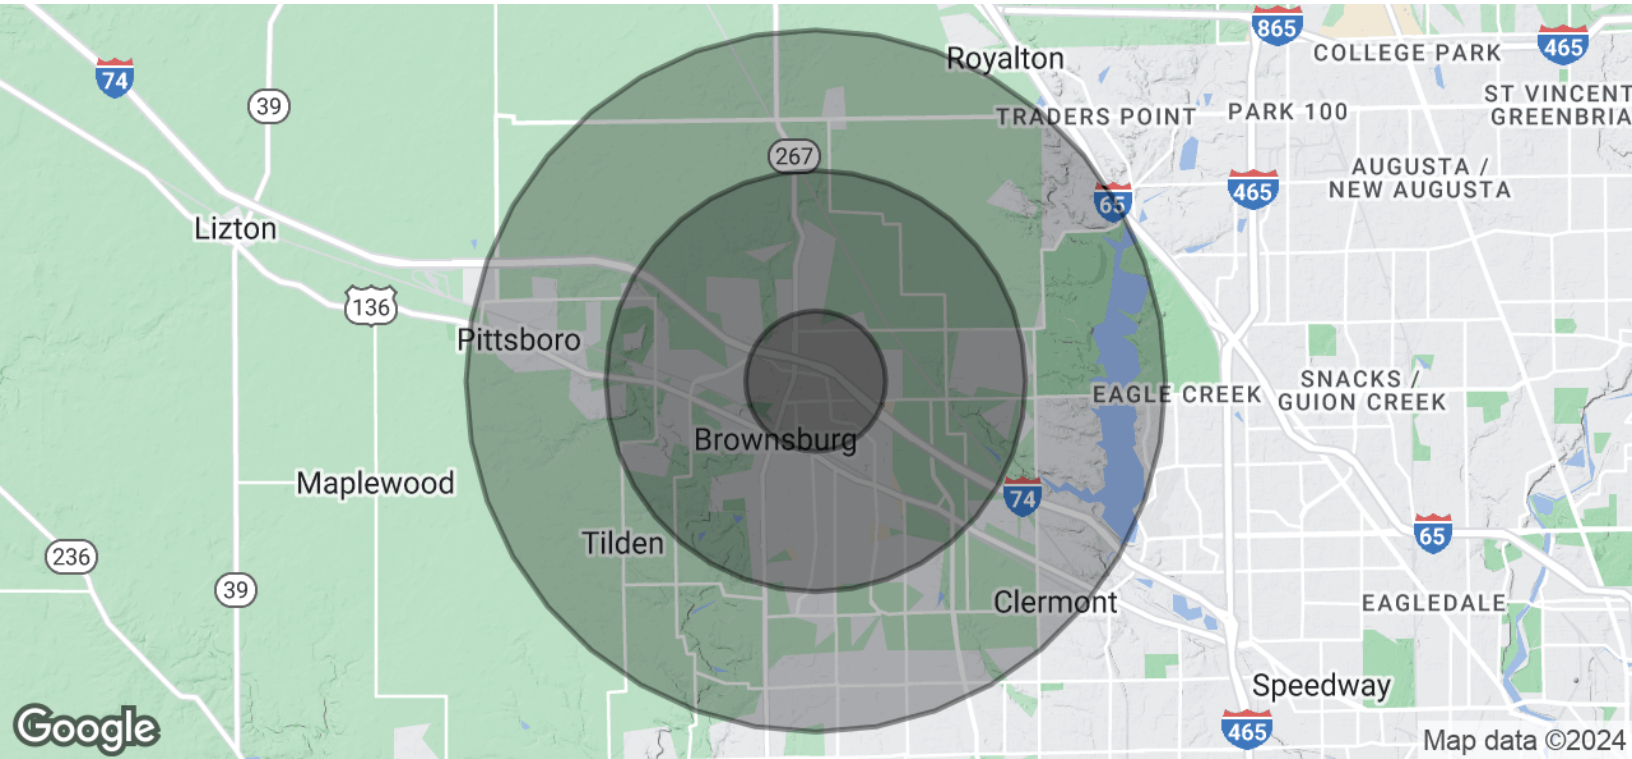 865
Royalton
COLLEGE PARK
465
74
39
ST VINCENT
GREENBRIA
TRADERS POINT
PARK 100
267
AUGUSTA /
NEW AUGUSTA
65
465
Lizton
136
Pittsboro
SNACKS /
GUION CREEK
EAGLE CREEK
Brownsburg
Maplewood
74
Tilden
65
236
39
Clermont
EAGLEDALE
Speedway
465
Google
Map data ©2024